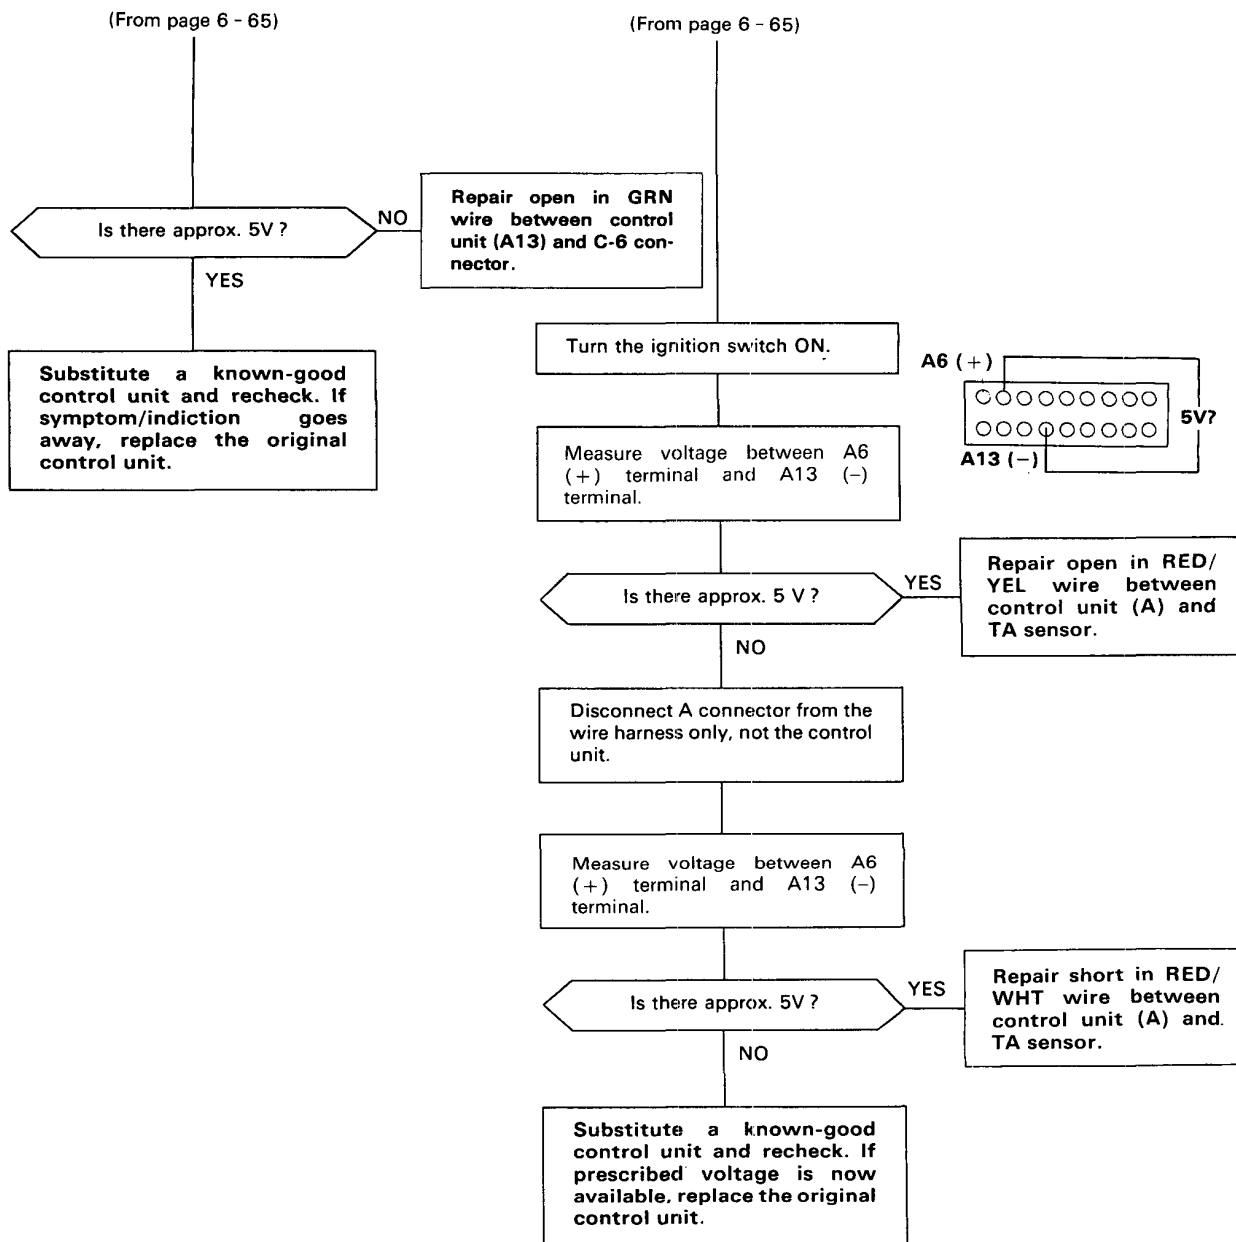 (From page 6 - 65)
(From page 6 - 65)
Is there approx. 5V ?
NO
Repair open in GRN
wire between control
unit (A13) and C-6 con-
nector.
YES
Substitute a known-good
control unit and recheck. If
symptom/indiction goes
away, replace the original
control unit.
Turn the ignition switch ON.
A6 (+)
5V?
A13 (–)
Measure voltage between A6
(+) terminal and A13 (–)
terminal.
Is there approx. 5 V ?
YES
Repair open in RED/
YEL wire between
control unit (A) and
TA sensor.
NO
Disconnect A connector from the
wire harness only, not the control
unit.
Measure voltage between A6
(+) terminal and A13 (–)
terminal.
Is there approx. 5V ?
YES
Repair short in RED/
WHT wire between
control unit (A) and
TA sensor.
NO
Substitute a known-good
control unit and recheck. If
prescribed voltage is now
available, replace the original
control unit.